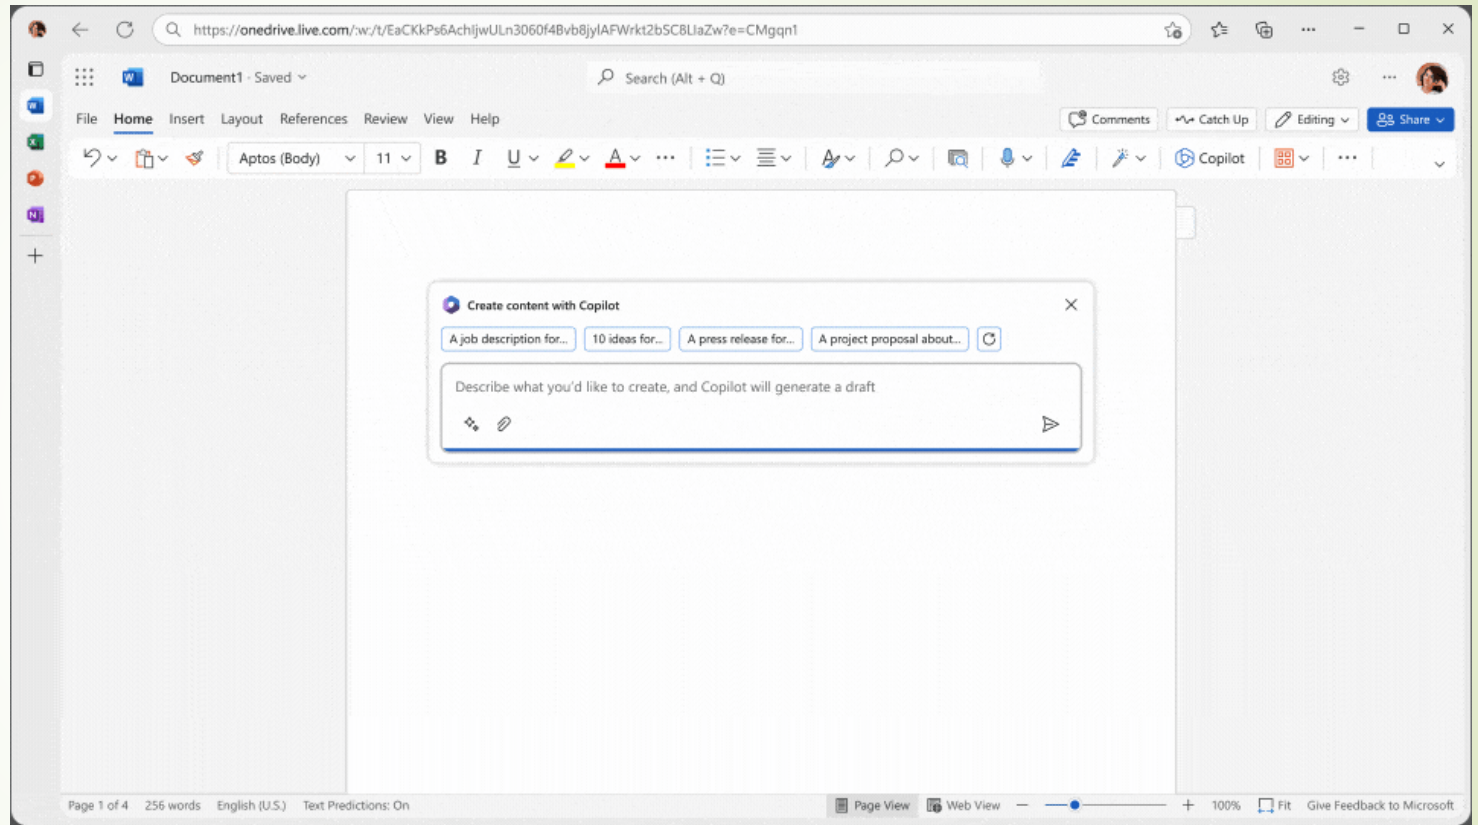 https://onedrive.live.com/:w:/t/EaCKkPs6AchIjwULn3060f4Bvb8jylAFWrkt2bSC8LIaZw?e=CMgqn1
Document1 · Saved
Search (Alt + Q)
File Home Insert Layout References Review View Help
Comments Catch Up Editing Share
Aptos (Body) 11 B I U A Copilot
Create content with Copilot
A job description for... 10 ideas for... A press release for... A project proposal about...
Describe what you'd like to create, and Copilot will generate a draft
Page 1 of 4 256 words English (U.S.) Text Predictions: On Page View Web View 100% Fit Give Feedback to Microsoft